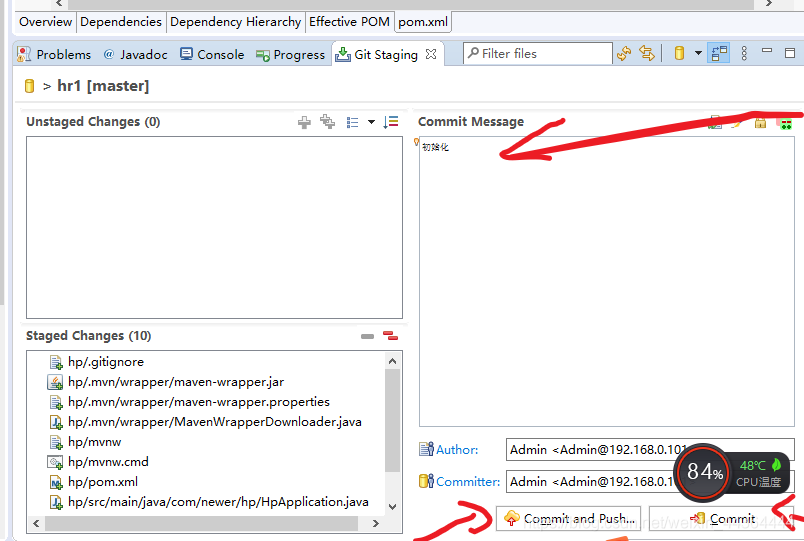 Overview Dependencies Dependency Hierarchy Effective POM pom.xml
Problems @ Javadoc Console Progress Git Staging Filter files
> hr1 [master]
Unstaged Changes (0)
Commit Message
初始化
Staged Changes (10)
hp/.gitignore
hp/.mvn/wrapper/maven-wrapper.jar
hp/.mvn/wrapper/maven-wrapper.properties
hp/.mvn/wrapper/MavenWrapperDownloader.java
hp/mvnw
hp/mvnw.cmd
hp/pom.xml
hp/src/main/java/com/newer/hp/HpApplication.java
Author: Admin <Admin@192.168.0.101
Committer: Admin <Admin@192.168.0.1
84%
48℃
CPU温度
Commit and Push...
Commit